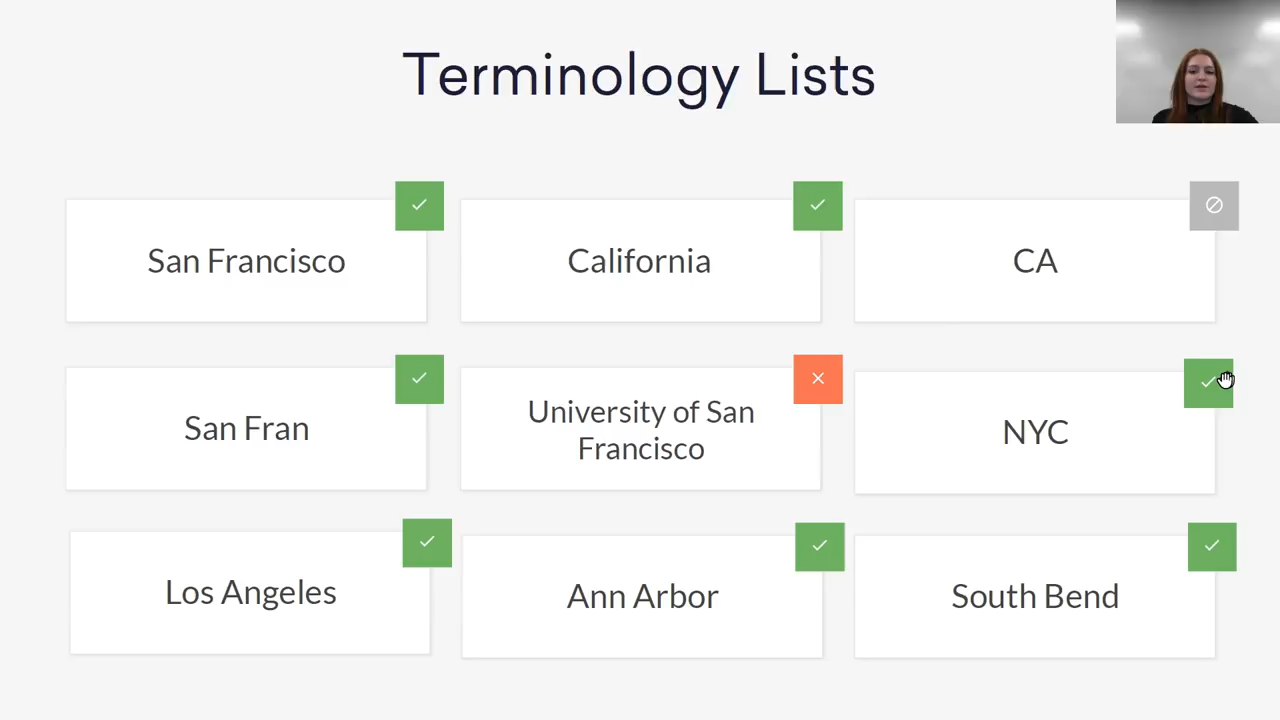 Terminology Lists
San Francisco
California
CA
San Fran
University of San
Francisco
NYC
Los Angeles
Ann Arbor
South Bend